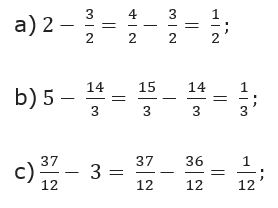 a) 2 − 3/2 = 4/2 − 3/2 = 1/2;
b) 5 − 14/3 = 15/3 − 14/3 = 1/3;
c) 37/12 − 3 = 37/12 − 36/12 = 1/12;